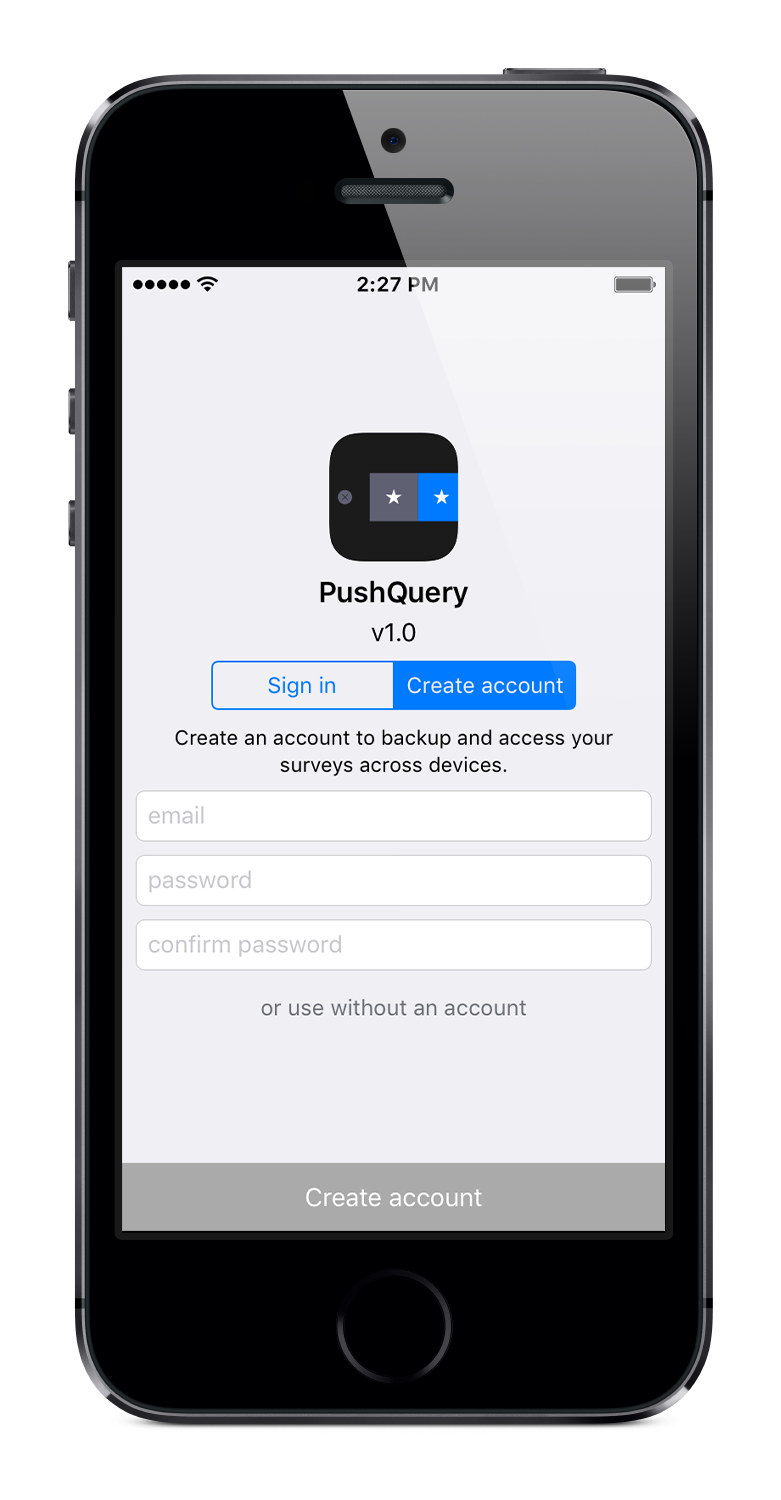 2:27 PM
PushQuery
v1.0
Sign in
Create account
Create an account to backup and access your
surveys across devices.
email
password
confirm password
or use without an account
Create account